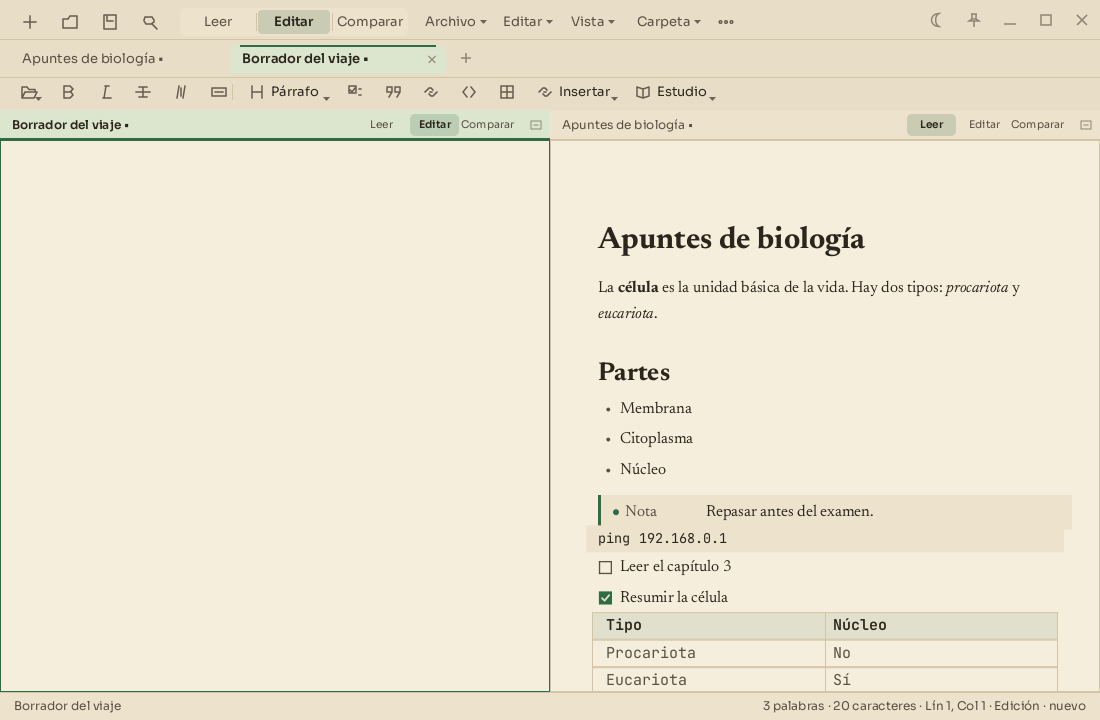 Leer Editar Comparar Archivo Editar Vista Carpeta
Apuntes de biología • Borrador del viaje •
Párrafo Insertar Estudio
Borrador del viaje • Leer Editar Comparar
Apuntes de biología • Leer Editar Comparar
Apuntes de biología
La célula es la unidad básica de la vida. Hay dos tipos: procariota y
eucariota.
Partes
• Membrana
• Citoplasma
• Núcleo
• Nota Repasar antes del examen.
ping 192.168.0.1
Leer el capítulo 3
Resumir la célula
Tipo Núcleo
Procariota No
Eucariota Sí
Borrador del viaje 3 palabras · 20 caracteres · Lín 1, Col 1 · Edición · nuevo